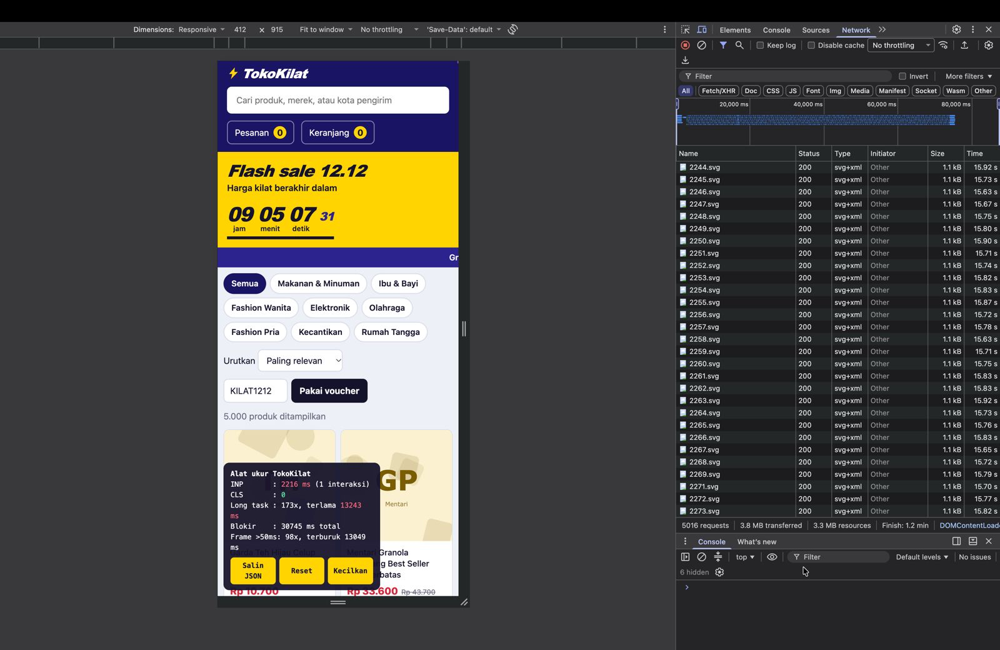 Dimensions: Responsive 412 × 915 Fit to window No throttling 'Save-Data': default
TokoKilat
Cari produk, merek, atau kota pengirim
Pesanan 0 Keranjang 0
Flash sale 12.12
Harga kilat berakhir dalam
09 05 07 31
jam menit detik
Gr
Semua Makanan & Minuman Ibu & Bayi
Fashion Wanita Elektronik Olahraga
Fashion Pria Kecantikan Rumah Tangga
Urutkan Paling relevan
KILAT1212 Pakai voucher
5.000 produk ditampilkan
GP
Mentari
Alat ukur TokoKilat
INP : 2216 ms (1 interaksi)
CLS : 0
Long task : 173x, terlama 13243
ms
Blokir : 30745 ms total
Frame >50ms: 98x, terburuk 13049
ms
Garda Teh Hijau Celup
Mentari Granola
g Best Seller
rbatas
Salin
JSON
Reset
Kecilkan
Rp 10.700
Rp 33.600 Rp 43.700
Elements Console Sources Network
Keep log Disable cache No throttling
Filter Invert More filters
All Fetch/XHR Doc CSS JS Font Img Media Manifest Socket Wasm Other
20,000 ms 40,000 ms 60,000 ms 80,000 ms
Name Status Type Initiator Size Time
2244.svg 200 svg+xml Other 1.1 kB 15.92 s
2245.svg 200 svg+xml Other 1.1 kB 15.73 s
2246.svg 200 svg+xml Other 1.1 kB 15.63 s
2247.svg 200 svg+xml Other 1.1 kB 15.67 s
2248.svg 200 svg+xml Other 1.1 kB 15.75 s
2249.svg 200 svg+xml Other 1.1 kB 15.80 s
2250.svg 200 svg+xml Other 1.1 kB 15.90 s
2251.svg 200 svg+xml Other 1.1 kB 15.71 s
2252.svg 200 svg+xml Other 1.1 kB 15.74 s
2253.svg 200 svg+xml Other 1.1 kB 15.82 s
2254.svg 200 svg+xml Other 1.1 kB 15.83 s
2255.svg 200 svg+xml Other 1.1 kB 15.87 s
2256.svg 200 svg+xml Other 1.1 kB 15.72 s
2257.svg 200 svg+xml Other 1.1 kB 15.78 s
2258.svg 200 svg+xml Other 1.1 kB 15.63 s
2259.svg 200 svg+xml Other 1.1 kB 15.71 s
2260.svg 200 svg+xml Other 1.1 kB 15.75 s
2261.svg 200 svg+xml Other 1.1 kB 15.83 s
2262.svg 200 svg+xml Other 1.1 kB 15.83 s
2263.svg 200 svg+xml Other 1.1 kB 15.92 s
2264.svg 200 svg+xml Other 1.1 kB 15.73 s
2265.svg 200 svg+xml Other 1.1 kB 15.76 s
2266.svg 200 svg+xml Other 1.1 kB 15.83 s
2267.svg 200 svg+xml Other 1.1 kB 15.65 s
2268.svg 200 svg+xml Other 1.1 kB 15.72 s
2269.svg 200 svg+xml Other 1.1 kB 15.79 s
2271.svg 200 svg+xml Other 1.1 kB 15.70 s
2272.svg 200 svg+xml Other 1.1 kB 15.77 s
2273.svg 200 svg+xml Other 1.1 kB 15.82 s
5016 requests 3.8 MB transferred 3.3 MB resources Finish: 1.2 min DOMContentLoade
Console What's new
top Filter Default levels No issues
6 hidden